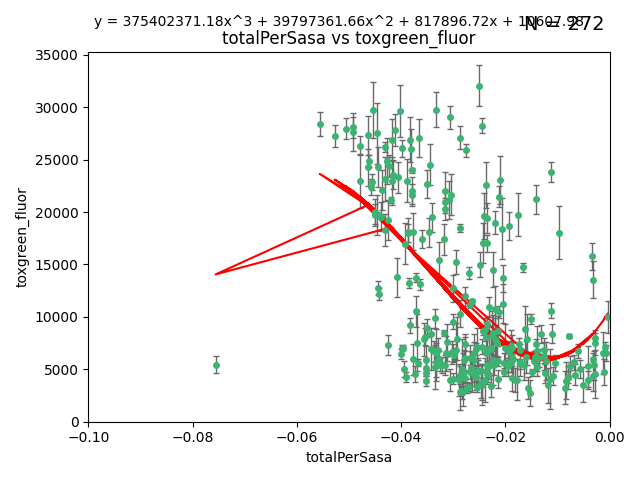 y = 375402371.18x^3 + 39797361.66x^2 + 817896.72x + 10607.98
N = 272
totalPerSasa vs toxgreen_fluor
toxgreen_fluor
35000
30000
25000
20000
15000
10000
5000
0
−0.10
−0.08
−0.06
−0.04
−0.02
0.00
totalPerSasa